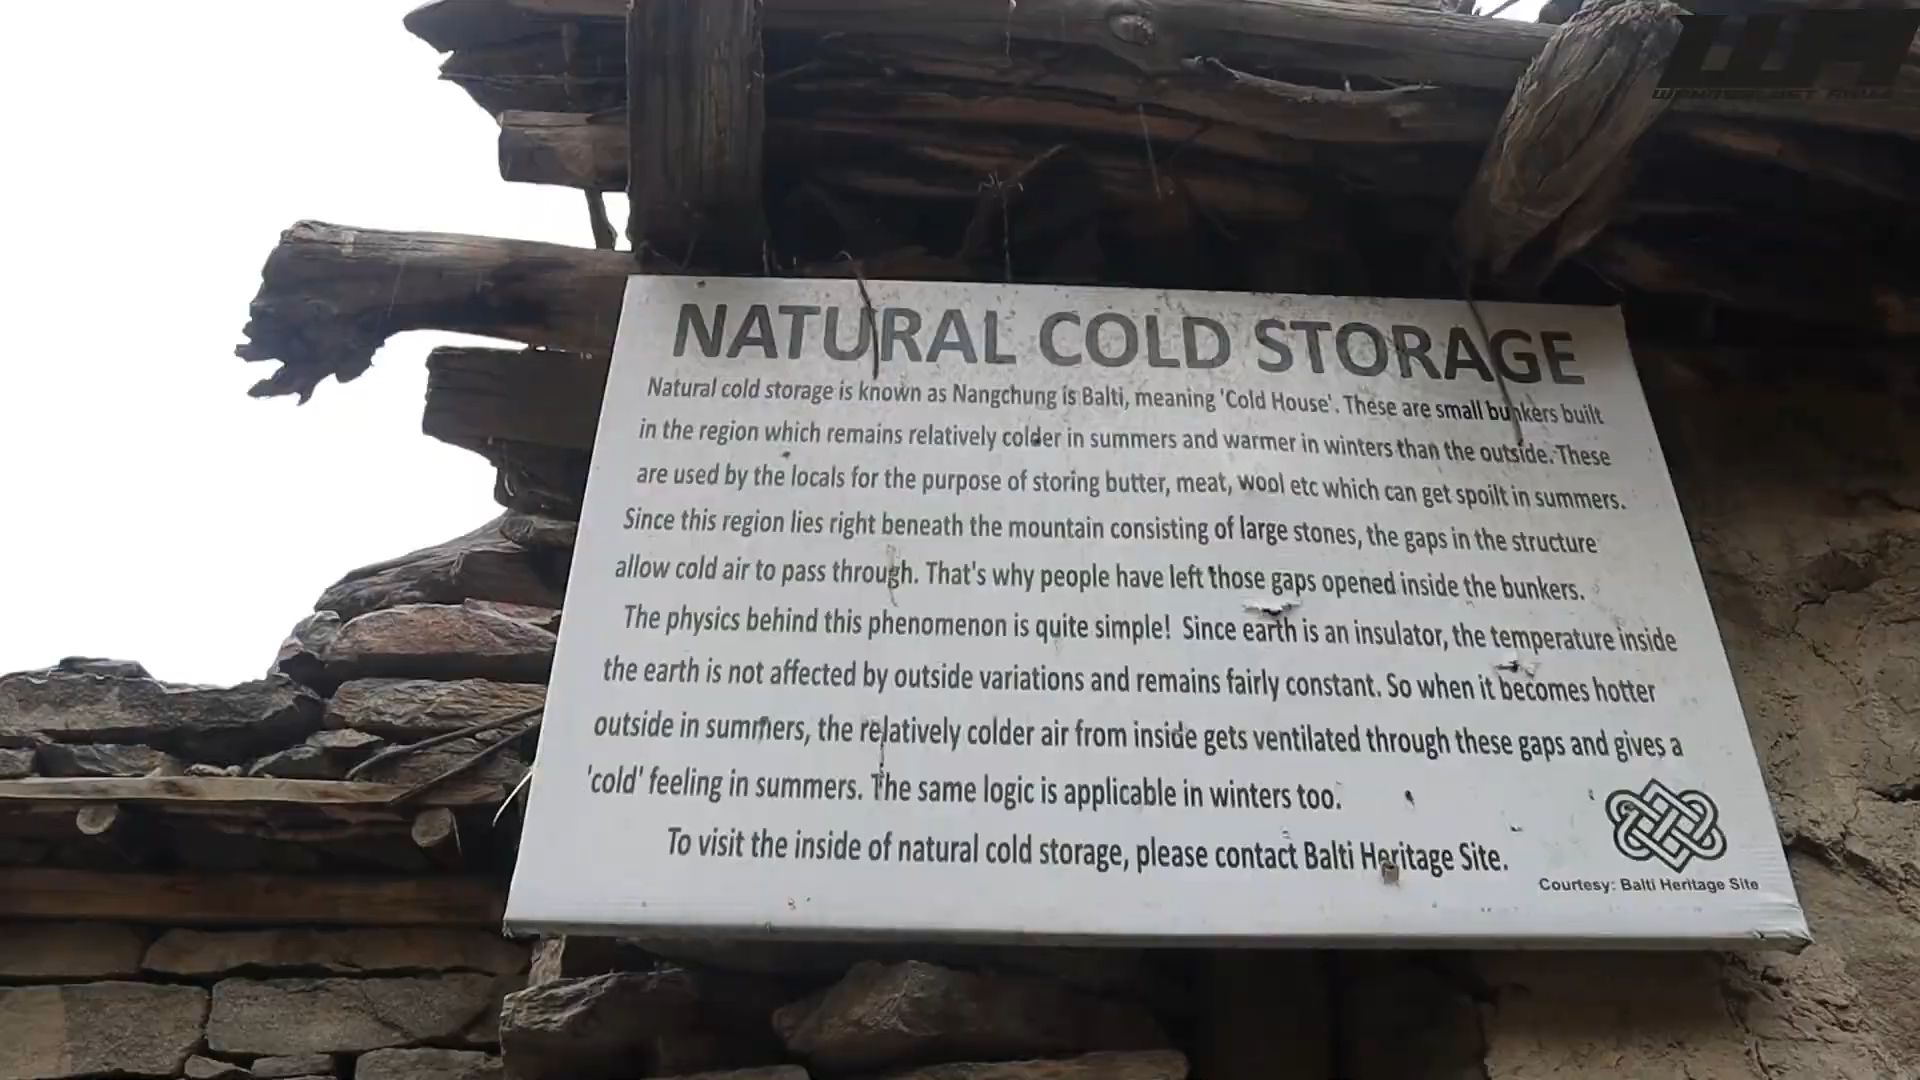 NATURAL COLD STORAGE
Natural cold storage is known as Nangchung is Balti, meaning 'Cold House'. These are small bunkers built
in the region which remains relatively colder in summers and warmer in winters than the outside. These
are used by the locals for the purpose of storing butter, meat, wool etc which can get spoilt in summers.
Since this region lies right beneath the mountain consisting of large stones, the gaps in the structure
allow cold air to pass through. That's why people have left those gaps opened inside the bunkers.
The physics behind this phenomenon is quite simple! Since earth is an insulator, the temperature inside
the earth is not affected by outside variations and remains fairly constant. So when it becomes hotter
outside in summers, the relatively colder air from inside gets ventilated through these gaps and gives a
'cold' feeling in summers. The same logic is applicable in winters too.
To visit the inside of natural cold storage, please contact Balti Heritage Site.
Courtesy: Balti Heritage Site